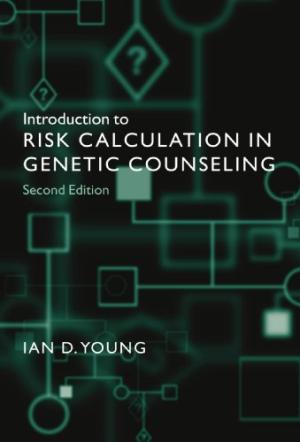 Introduction to
RISK CALCULATION IN
GENETIC COUNSELING
Second Edition
IAN D. YOUNG
?
?